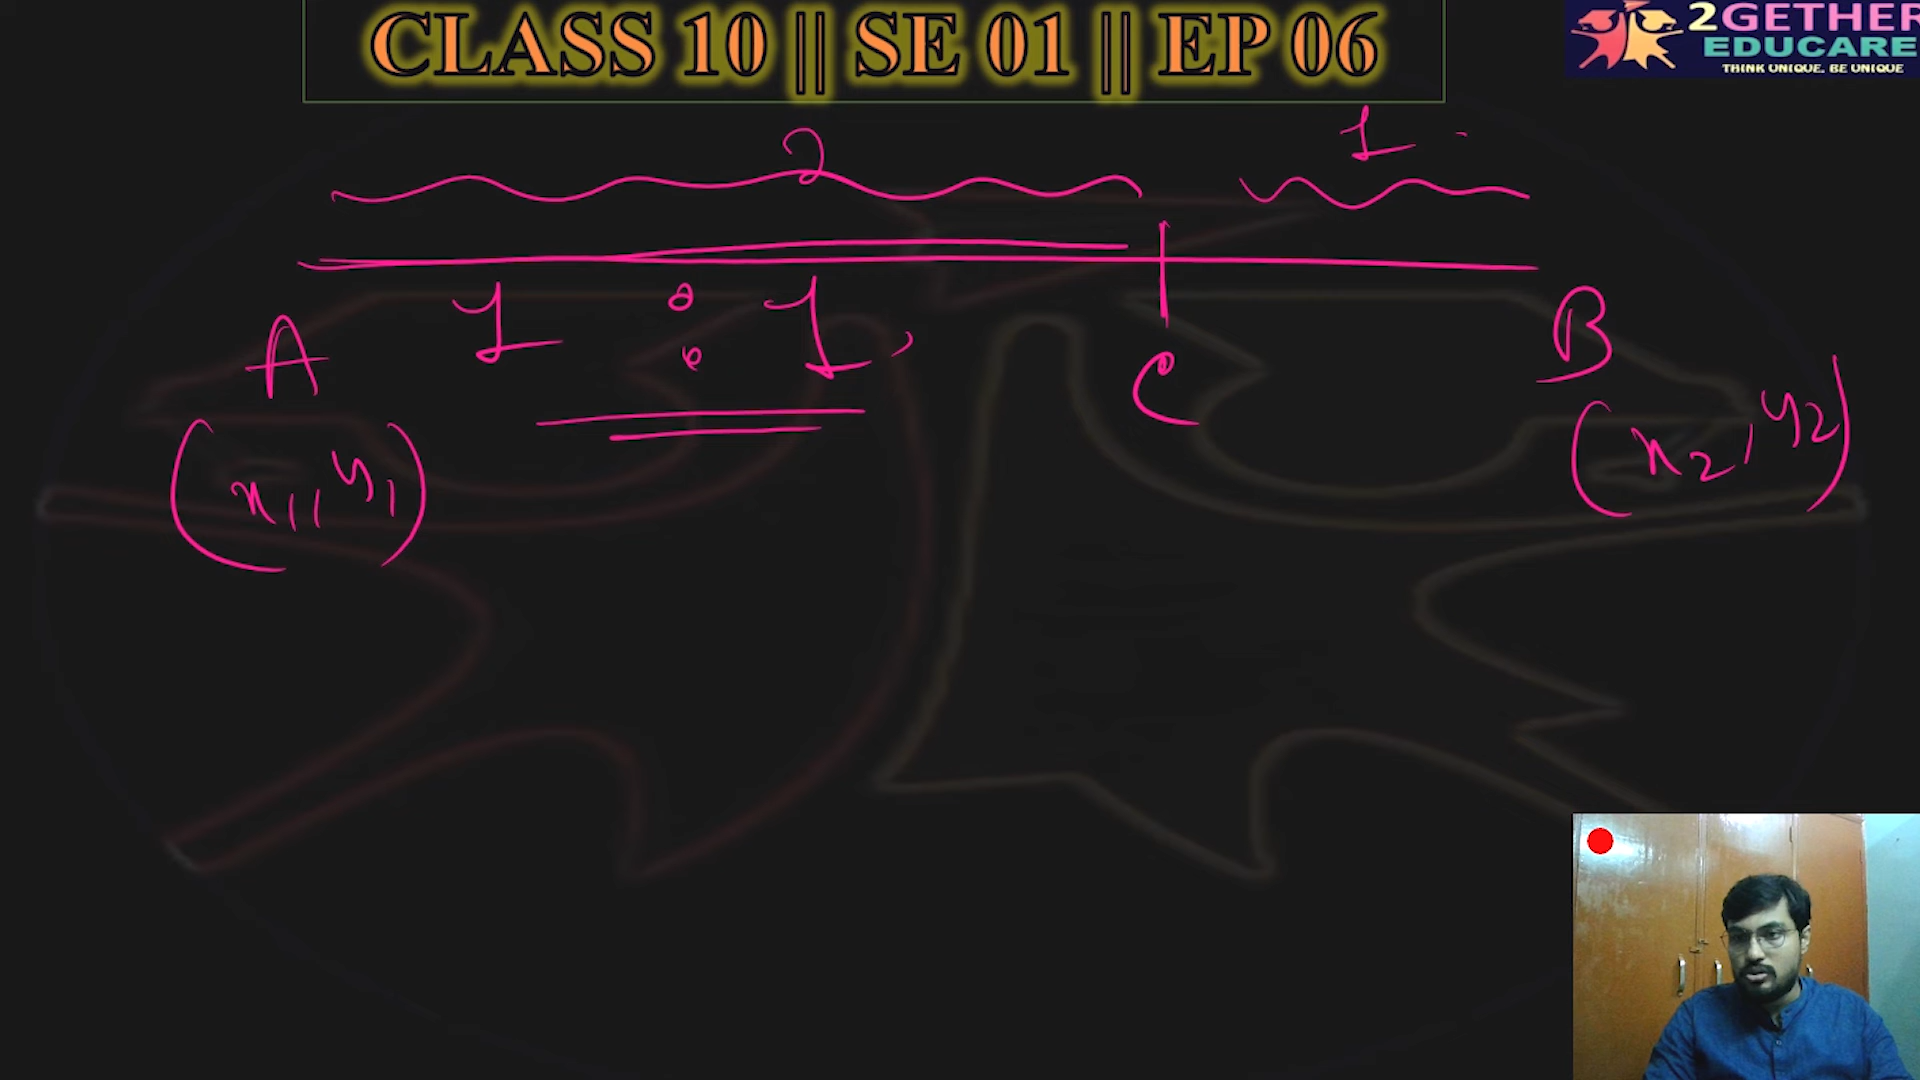 CLASS 10 || SE 01 || EP 06
2GETHER
EDUCARE
THINK UNIQUE. BE UNIQUE
2 1
A 1 : 1, C B
(x1, y1) (x2, y2)